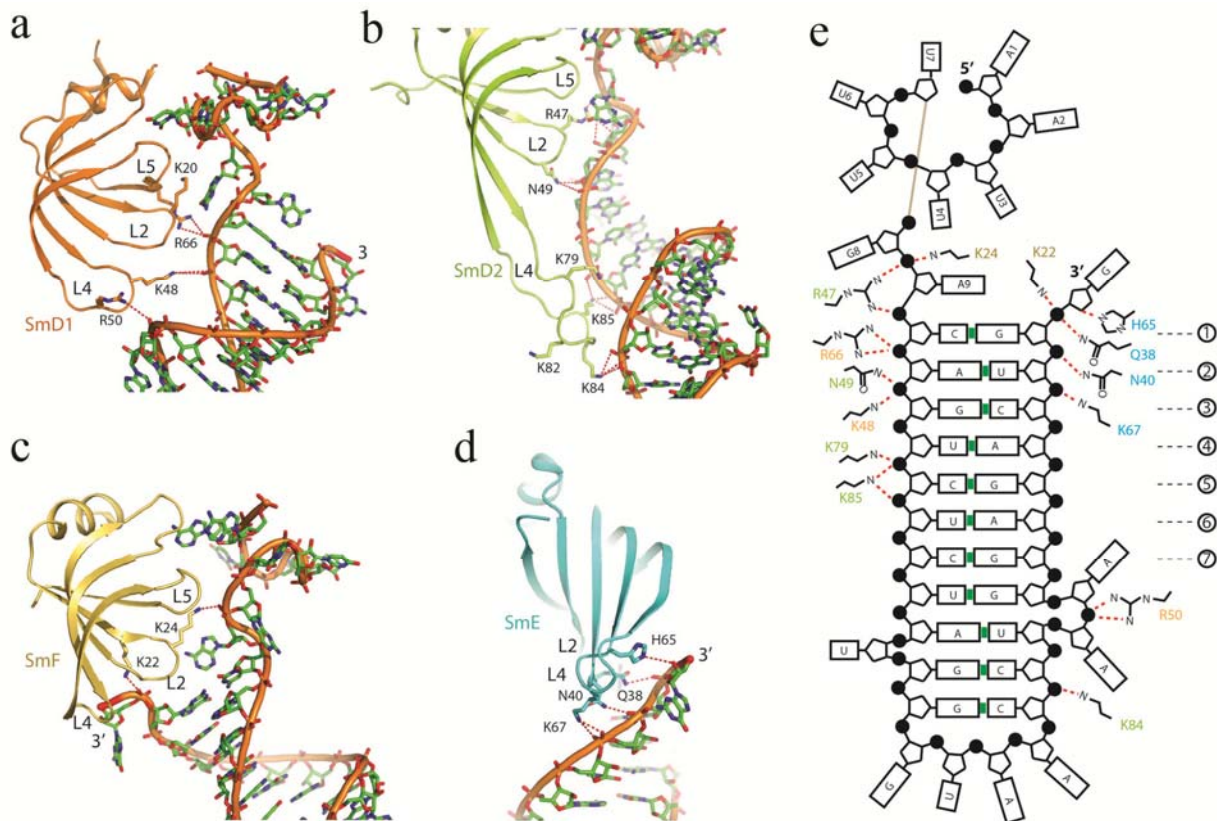 a
L5
K20
L2
R66
K48
L4
R50
SmD1
3
b
L5
R47
L2
N49
K79
L4
SmD2
K85
K82
K84
c
L5
K24
K22
SmF
L2
L4
3'
d
SmE
L2
H65
L4
3'
N40
Q38
K67
e
U7
5'
A1
U6
A2
U5
U4
U3
G8
K24
K22
3'
G
R47
A9
H65
C G
①
R66
Q38
A U
②
N49
N40
G C
③
K48
K67
U A
④
K79
C G
⑤
K85
U A
⑥
C G
⑦
A
U G
R50
A U
U
A
G C
G C
K84
G
U
A
A
N
N
N
N
N
N
N
N
N
O
N
N
N
N
N
N
O
N
O
N
N
N
N
N